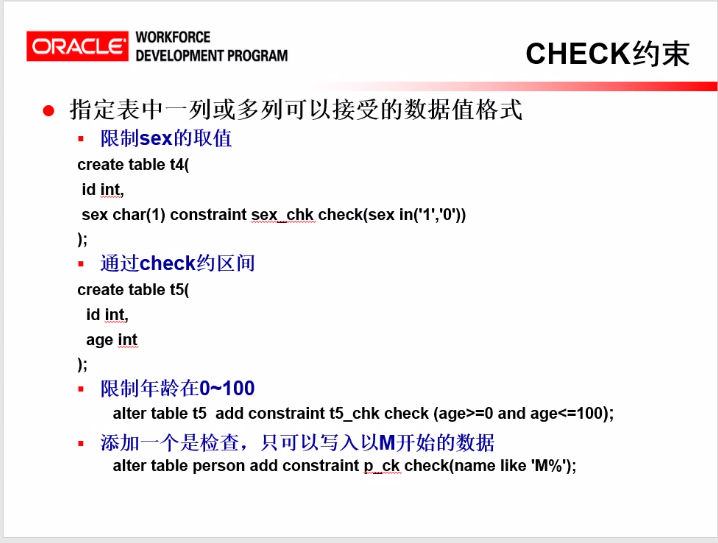 ORACLE WORKFORCE
DEVELOPMENT PROGRAM
CHECK约束
指定表中一列或多列可以接受的数据值格式
限制sex的取值
create table t4(
id int,
sex char(1) constraint sex_chk check(sex in('1','0'))
);
通过check约区间
create table t5(
id int,
age int
);
限制年龄在0~100
alter table t5 add constraint t5_chk check (age>=0 and age<=100);
添加一个是检查，只可以写入以M开始的数据
alter table person add constraint p_ck check(name like 'M%');